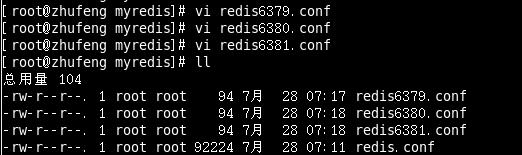 [root@zhufeng myredis]# vi redis6379.conf
[root@zhufeng myredis]# vi redis6380.conf
[root@zhufeng myredis]# vi redis6381.conf
[root@zhufeng myredis]# ll
总用量 104
-rw-r--r--. 1 root root    94 7月  28 07:17 redis6379.conf
-rw-r--r--. 1 root root    94 7月  28 07:18 redis6380.conf
-rw-r--r--. 1 root root    94 7月  28 07:18 redis6381.conf
-rw-r--r--. 1 root root 92224 7月  28 07:11 redis.conf